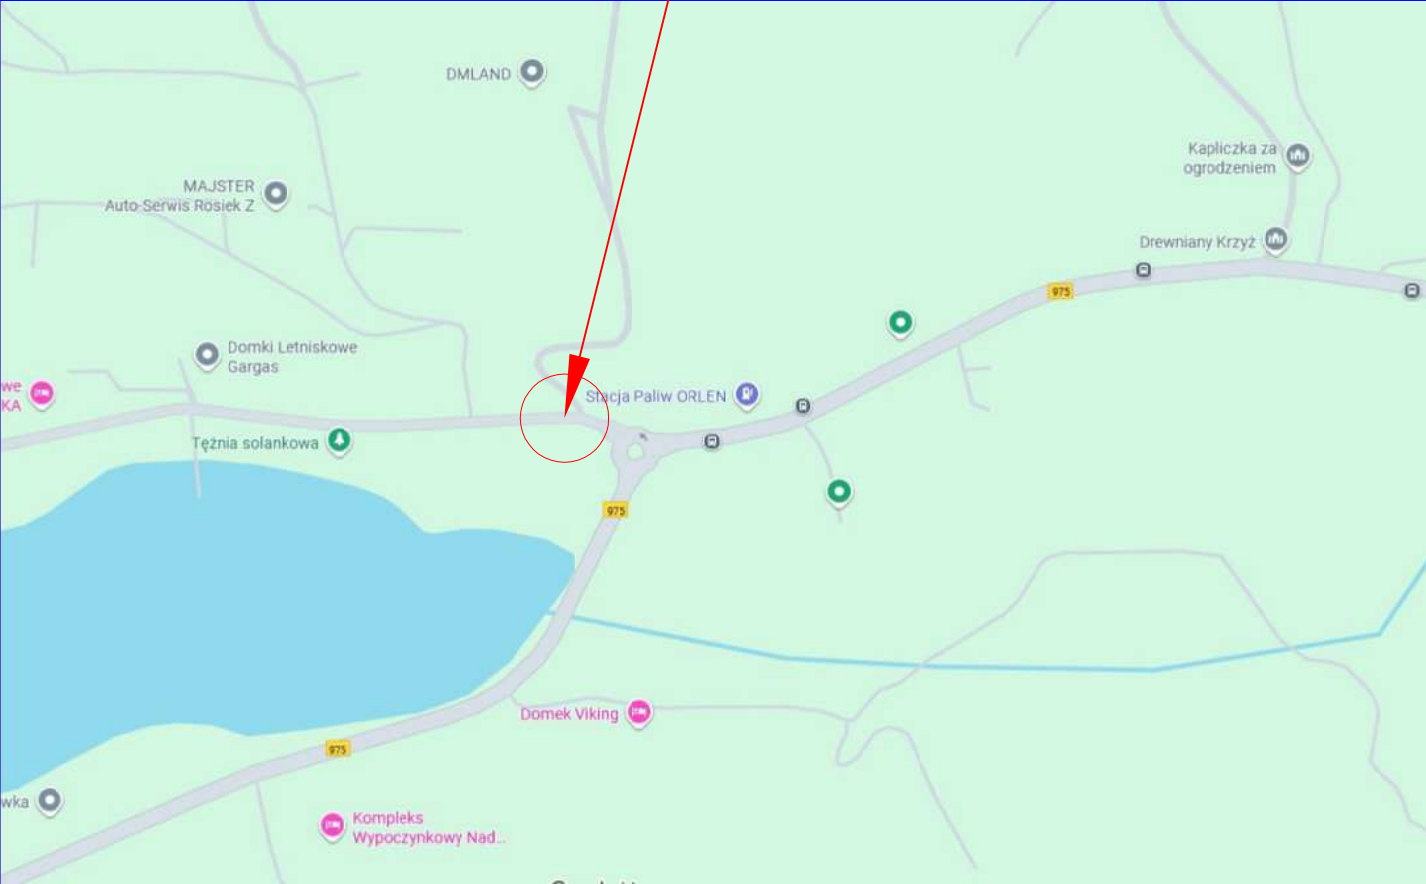 DMLAND
Kapliczka za
ogrodzeniem
MAJSTER
Auto-Serwis Rosiek Z
Drewniany Krzyż
975
Domki Letniskowe
Gargas
we
KA
Stacja Paliw ORLEN
Tężnia solankowa
975
Domek Viking
975
wka
Kompleks
Wypoczynkowy Nad...